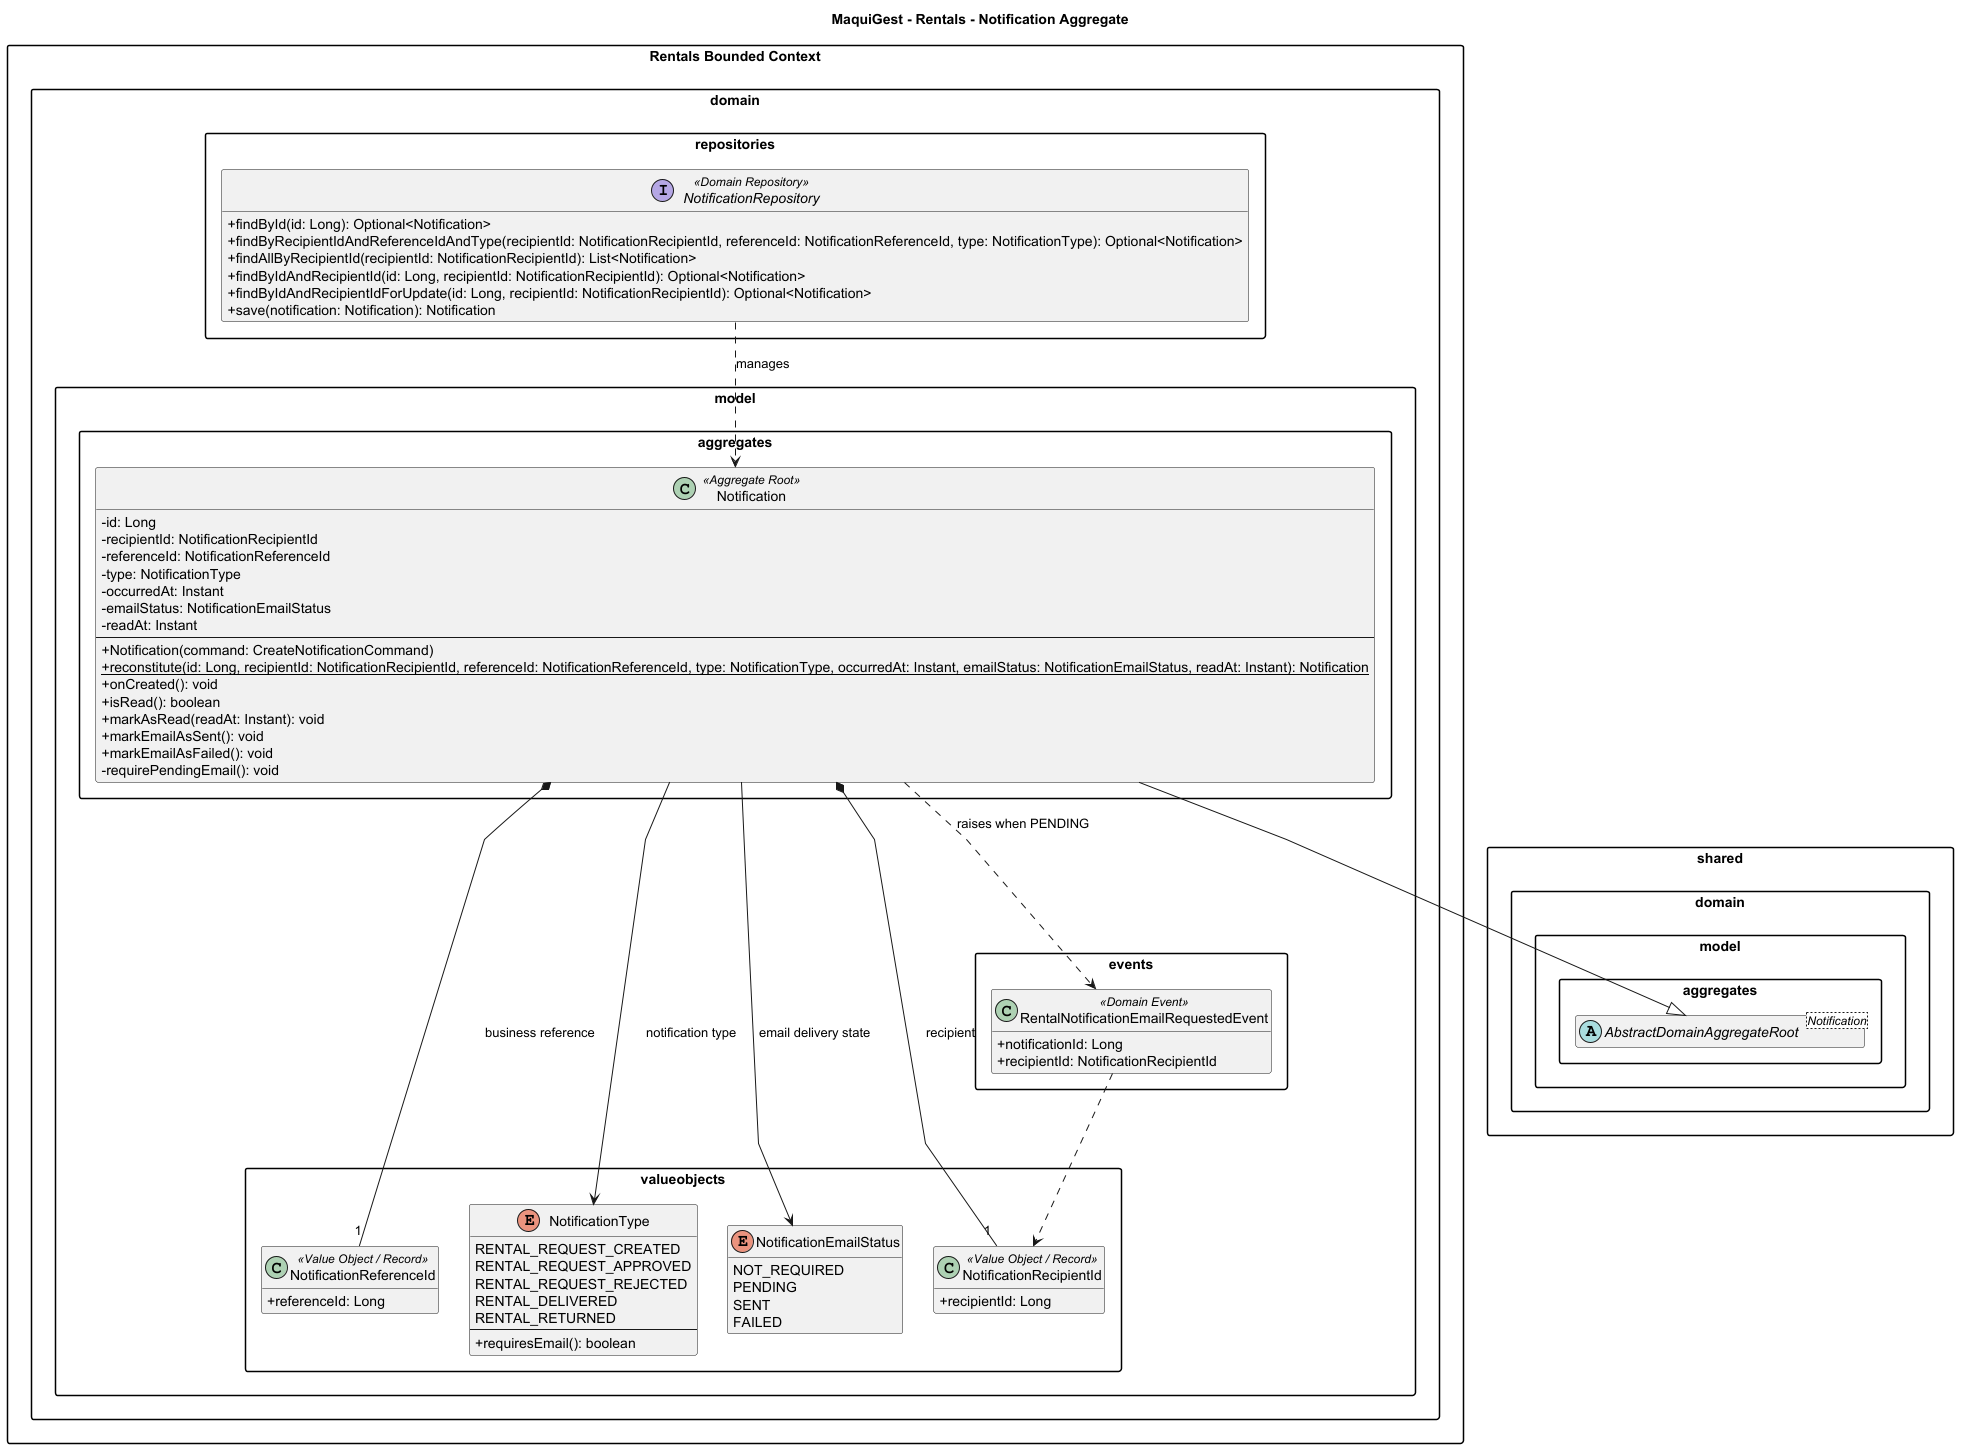 MaquiGest - Rentals - Notification Aggregate
Rentals Bounded Context
domain
repositories
I
«Domain Repository»
NotificationRepository
+findById(id: Long): Optional<Notification>
+findByRecipientIdAndReferenceIdAndType(recipientId: NotificationRecipientId, referenceId: NotificationReferenceId, type: NotificationType): Optional<Notification>
+findAllByRecipientId(recipientId: NotificationRecipientId): List<Notification>
+findByIdAndRecipientId(id: Long, recipientId: NotificationRecipientId): Optional<Notification>
+findByIdAndRecipientIdForUpdate(id: Long, recipientId: NotificationRecipientId): Optional<Notification>
+save(notification: Notification): Notification
manages
model
aggregates
C
«Aggregate Root»
Notification
-id: Long
-recipientId: NotificationRecipientId
-referenceId: NotificationReferenceId
-type: NotificationType
-occurredAt: Instant
-emailStatus: NotificationEmailStatus
-readAt: Instant
+Notification(command: CreateNotificationCommand)
+reconstitute(id: Long, recipientId: NotificationRecipientId, referenceId: NotificationReferenceId, type: NotificationType, occurredAt: Instant, emailStatus: NotificationEmailStatus, readAt: Instant): Notification
+onCreated(): void
+isRead(): boolean
+markAsRead(readAt: Instant): void
+markEmailAsSent(): void
+markEmailAsFailed(): void
-requirePendingEmail(): void
raises when PENDING
shared
domain
model
aggregates
A
AbstractDomainAggregateRoot
Notification
events
C
«Domain Event»
RentalNotificationEmailRequestedEvent
+notificationId: Long
+recipientId: NotificationRecipientId
business reference
notification type
email delivery state
recipient
valueobjects
1
C
«Value Object / Record»
NotificationReferenceId
+referenceId: Long
E
NotificationType
RENTAL_REQUEST_CREATED
RENTAL_REQUEST_APPROVED
RENTAL_REQUEST_REJECTED
RENTAL_DELIVERED
RENTAL_RETURNED
+requiresEmail(): boolean
E
NotificationEmailStatus
NOT_REQUIRED
PENDING
SENT
FAILED
1
C
«Value Object / Record»
NotificationRecipientId
+recipientId: Long